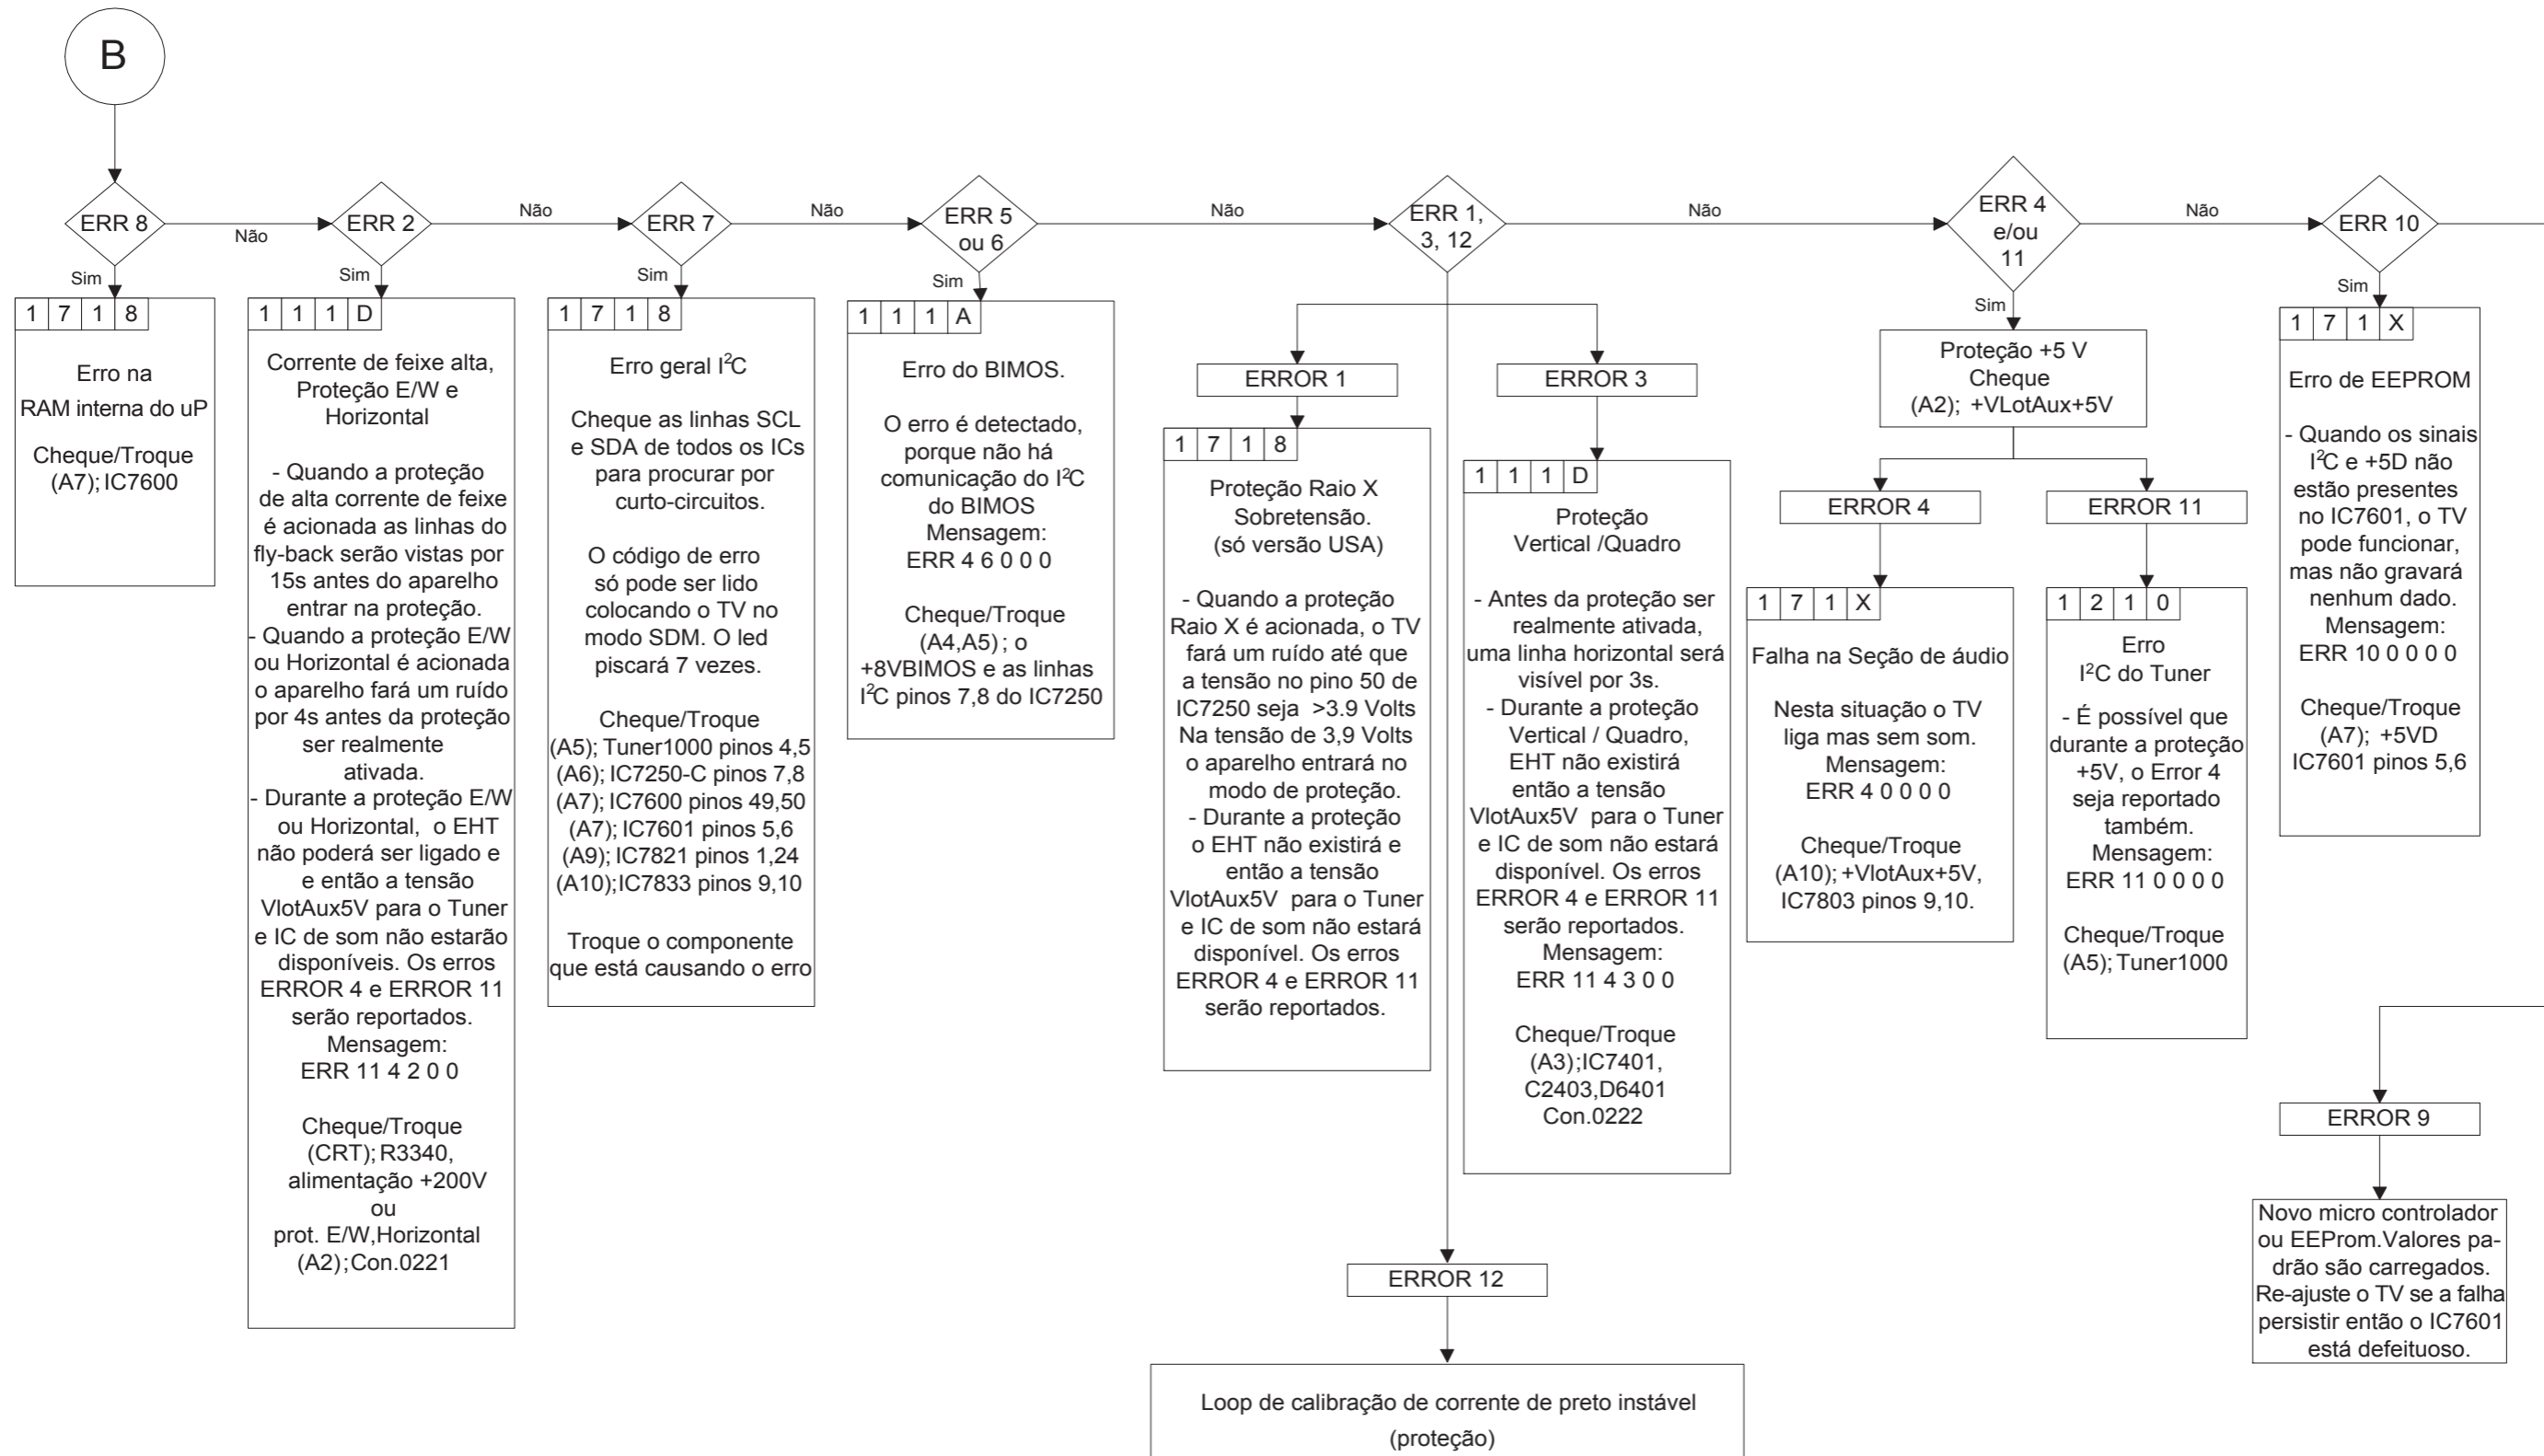 B
ERR 8
Não
ERR 2
Não
ERR 7
Não
ERR 5
ou 6
Não
ERR 1,
3, 12
Não
ERR 4
e/ou
11
Não
ERR 10
Sim
1 7 1 8
Erro na
RAM interna do uP
Cheque/Troque
(A7); IC7600
Sim
1 1 1 D
Corrente de feixe alta,
Proteção E/W e
Horizontal
- Quando a proteção
de alta corrente de feixe
é acionada as linhas do
fly-back serão vistas por
15s antes do aparelho
entrar na proteção.
- Quando a proteção E/W
ou Horizontal é acionada
o aparelho fará um ruído
por 4s antes da proteção
ser realmente
ativada.
- Durante a proteção E/W
ou Horizontal, o EHT
não poderá ser ligado e
e então a tensão
VlotAux5V para o Tuner
e IC de som não estarão
disponíveis. Os erros
ERROR 4 e ERROR 11
serão reportados.
Mensagem:
ERR 11 4 2 0 0
Cheque/Troque
(CRT); R3340,
alimentação +200V
ou
prot. E/W,Horizontal
(A2);Con.0221
Sim
1 7 1 8
Erro geral I²C
Cheque as linhas SCL
e SDA de todos os ICs
para procurar por
curto-circuitos.
O código de erro
só pode ser lido
colocando o TV no
modo SDM. O led
piscará 7 vezes.
Cheque/Troque
(A5); Tuner1000 pinos 4,5
(A6); IC7250-C pinos 7,8
(A7); IC7600 pinos 49,50
(A7); IC7601 pinos 5,6
(A9); IC7821 pinos 1,24
(A10);IC7833 pinos 9,10
Troque o componente
que está causando o erro
Sim
1 1 1 A
Erro do BIMOS.
O erro é detectado,
porque não há
comunicação do I²C
do BIMOS
Mensagem:
ERR 4 6 0 0 0
Cheque/Troque
(A4,A5); o
+8VBIMOS e as linhas
I²C pinos 7,8 do IC7250
ERROR 1
1 7 1 8
Proteção Raio X
Sobretensão.
(só versão USA)
- Quando a proteção
Raio X é acionada, o TV
fará um ruído até que
a tensão no pino 50 de
IC7250 seja >3.9 Volts
Na tensão de 3,9 Volts
o aparelho entrará no
modo de proteção.
- Durante a proteção
o EHT não existirá e
então a tensão
VlotAux5V para o Tuner
e IC de som não estará
disponível. Os erros
ERROR 4 e ERROR 11
serão reportados.
ERROR 3
1 1 1 D
Proteção
Vertical /Quadro
- Antes da proteção ser
realmente ativada,
uma linha horizontal será
visível por 3s.
- Durante a proteção
Vertical / Quadro,
EHT não existirá
então a tensão
VlotAux5V para o Tuner
e IC de som não estará
disponível. Os erros
ERROR 4 e ERROR 11
serão reportados.
Mensagem:
ERR 11 4 3 0 0
Cheque/Troque
(A3);IC7401,
C2403,D6401
Con.0222
ERROR 12
Loop de calibração de corrente de preto instável
(proteção)
Sim
Proteção +5 V
Cheque
(A2); +VLotAux+5V
ERROR 4
1 7 1 X
Falha na Seção de áudio
Nesta situação o TV
liga mas sem som.
Mensagem:
ERR 4 0 0 0 0
Cheque/Troque
(A10); +VlotAux+5V,
IC7803 pinos 9,10.
ERROR 11
1 2 1 0
Erro
I²C do Tuner
- É possível que
durante a proteção
+5V, o Error 4
seja reportado
também.
Mensagem:
ERR 11 0 0 0 0
Cheque/Troque
(A5); Tuner1000
Sim
1 7 1 X
Erro de EEPROM
- Quando os sinais
I²C e +5D não
estão presentes
no IC7601, o TV
pode funcionar,
mas não gravará
nenhum dado.
Mensagem:
ERR 10 0 0 0 0
Cheque/Troque
(A7); +5VD
IC7601 pinos 5,6
ERROR 9
Novo micro controlador
ou EEProm.Valores pa-
drão são carregados.
Re-ajuste o TV se a falha
persistir então o IC7601
está defeituoso.